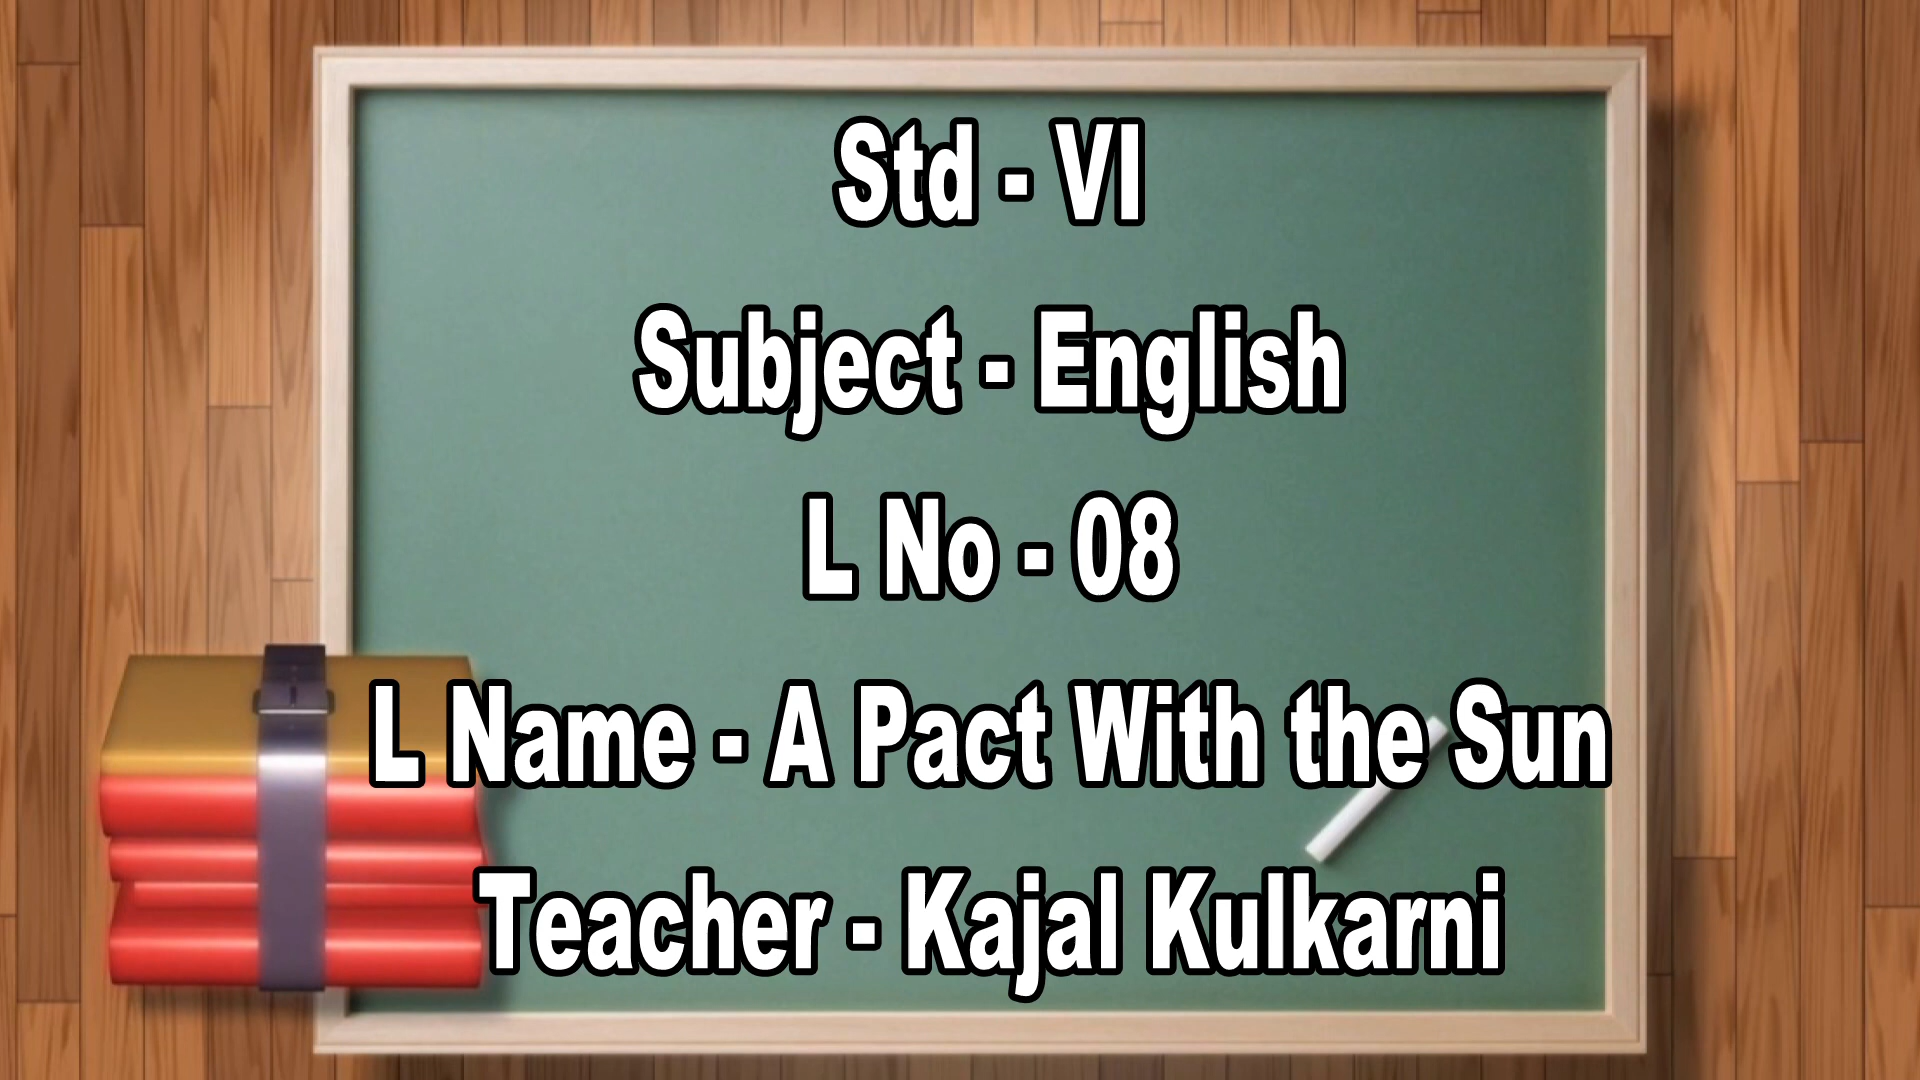 Std - VI
Subject - English
L No - 08
L Name - A Pact With the Sun
Teacher - Kajal Kulkarni